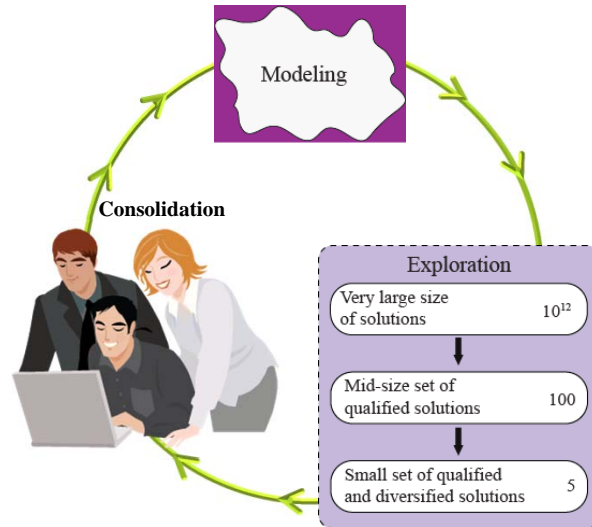 Modeling
Consolidation
Exploration
Very large size
of solutions 10¹²
Mid-size set of
qualified solutions 100
Small set of qualified
and diversified solutions 5